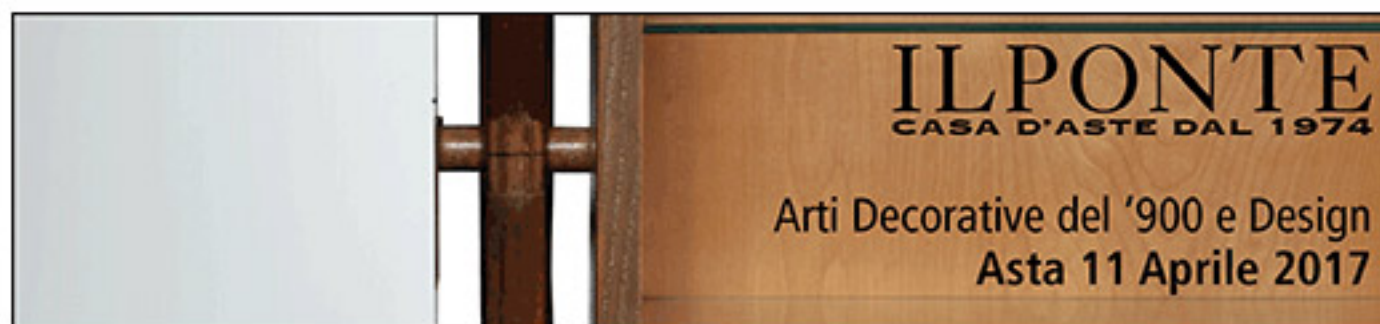 ILPONTE
CASA D'ASTE DAL 1974
Arti Decorative del '900 e Design
Asta 11 Aprile 2017